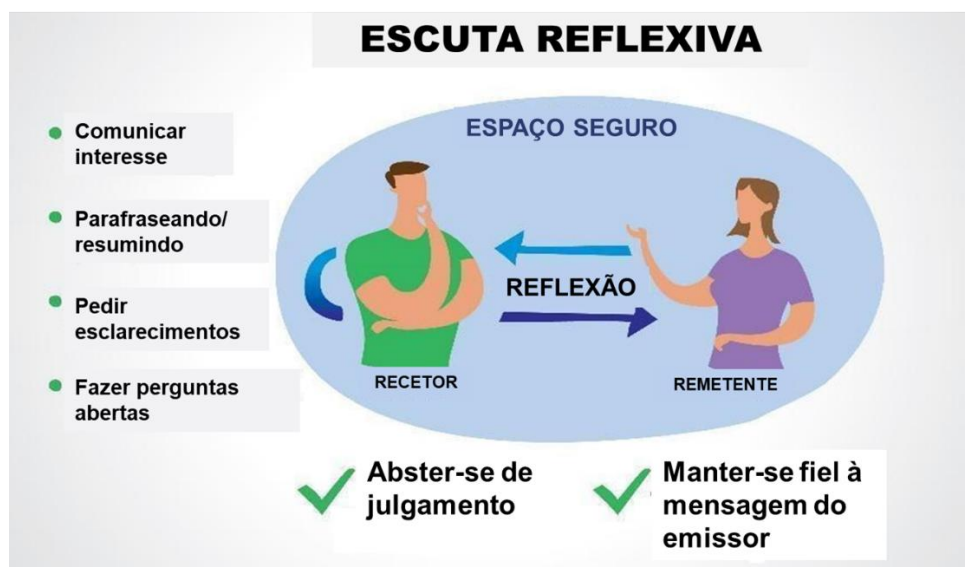 ESCUTA REFLEXIVA
Comunicar
interesse
Parafraseando/
resumindo
Pedir
esclarecimentos
Fazer perguntas
abertas
ESPAÇO SEGURO
REFLEXÃO
RECETOR
REMETENTE
Abster-se de
julgamento
Manter-se fiel à
mensagem do
emissor